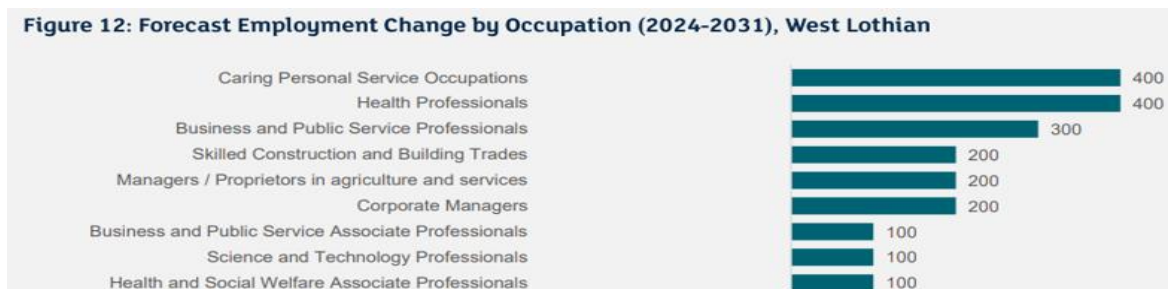 Figure 12: Forecast Employment Change by Occupation (2024-2031), West Lothian
Caring Personal Service Occupations 400
Health Professionals 400
Business and Public Service Professionals 300
Skilled Construction and Building Trades 200
Managers / Proprietors in agriculture and services 200
Corporate Managers 200
Business and Public Service Associate Professionals 100
Science and Technology Professionals 100
Health and Social Welfare Associate Professionals 100